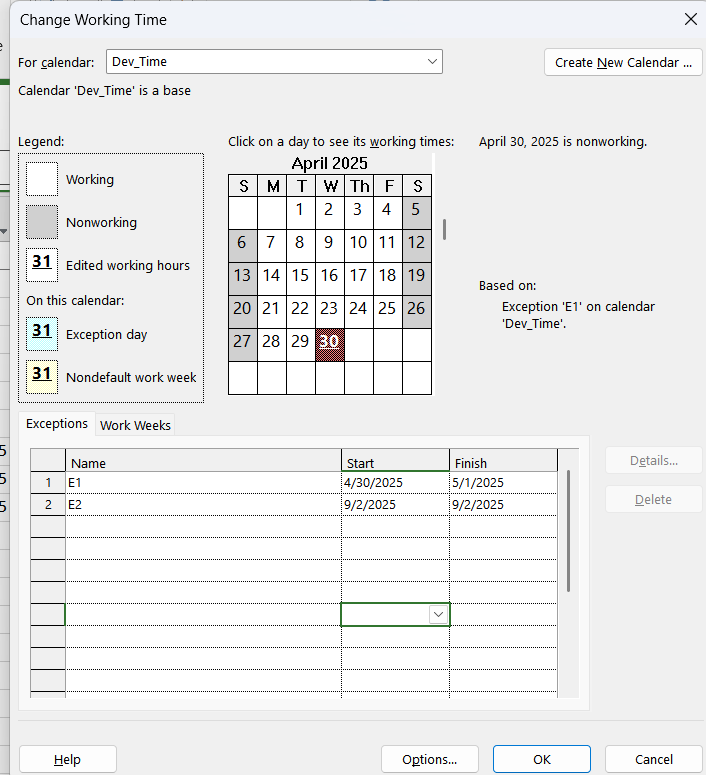 Change Working Time
For calendar: Dev_Time
Create New Calendar ...
Calendar 'Dev_Time' is a base
Legend:
Working
Nonworking
31 Edited working hours
On this calendar:
31 Exception day
31 Nondefault work week
Click on a day to see its working times:
April 2025
S M T W Th F S
1 2 3 4 5
6 7 8 9 10 11 12
13 14 15 16 17 18 19
20 21 22 23 24 25 26
27 28 29 30
April 30, 2025 is nonworking.
Based on:
Exception 'E1' on calendar
'Dev_Time'.
Exceptions Work Weeks
Name Start Finish
1 E1 4/30/2025 5/1/2025
2 E2 9/2/2025 9/2/2025
Details...
Delete
Help Options... OK Cancel